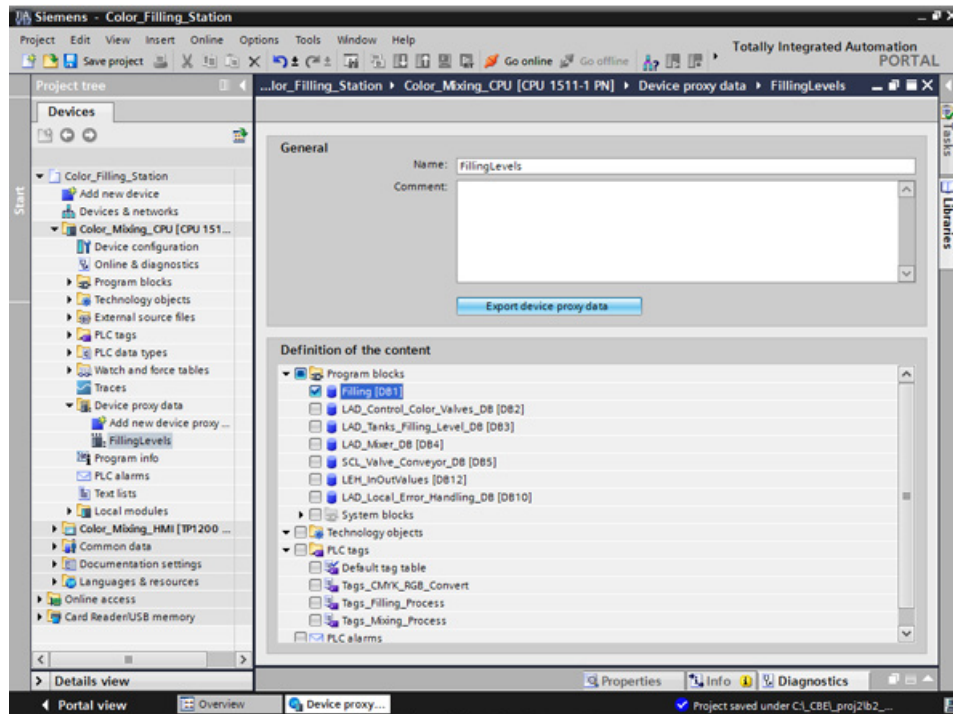 Siemens - Color_Filling_Station
Project Edit View Insert Online Options Tools Window Help
Totally Integrated Automation
PORTAL
Save project Go online Go offline
Project tree
...lor_Filling_Station Color_Mixing_CPU [CPU 1511-1 PN] Device proxy data FillingLevels
Devices
Start
Tasks
Libraries
Color_Filling_Station
Add new device
Devices & networks
Color_Mixing_CPU [CPU 151...
Device configuration
Online & diagnostics
Program blocks
Technology objects
External source files
PLC tags
PLC data types
Watch and force tables
Traces
Device proxy data
Add new device proxy ...
FillingLevels
Program info
PLC alarms
Text lists
Local modules
Color_Mixing_HMI [TP1200 ...
Common data
Documentation settings
Languages & resources
Online access
Card Reader/USB memory
General
Name: FillingLevels
Comment:
Export device proxy data
Definition of the content
Program blocks
Filling [DB1]
LAD_Control_Color_Valves_DB [DB2]
LAD_Tanks_Filling_Level_DB [DB3]
LAD_Mixer_DB [DB4]
SCL_Valve_Conveyor_DB [DB5]
LEH_InOutValues [DB12]
LAD_Local_Error_Handling_DB [DB10]
System blocks
Technology objects
PLC tags
Default tag table
Tags_CMYK_RGB_Convert
Tags_Filling_Process
Tags_Mixing_Process
PLC alarms
Details view
Properties Info Diagnostics
Portal view Overview Device proxy... Project saved under C:\_CBE\_proj2\b2_...